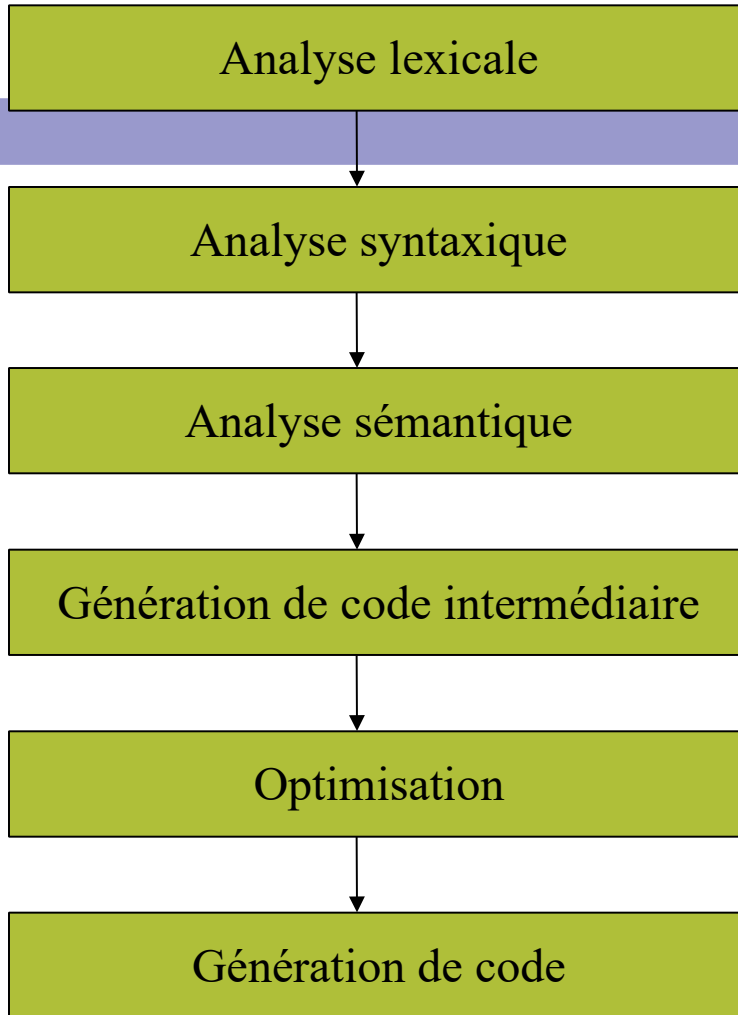 Analyse lexicale
Analyse syntaxique
Analyse sémantique
Génération de code intermédiaire
Optimisation
Génération de code